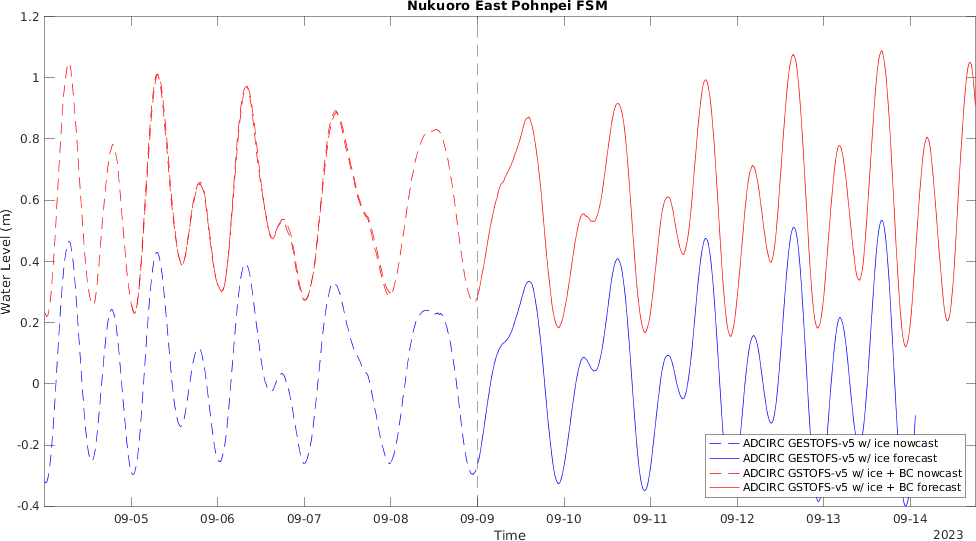 Nukuoro East Pohnpei FSM
1.2
1
0.8
0.6
0.4
0.2
0
-0.2
-0.4
Water Level (m)
09-05 09-06 09-07 09-08 09-09 09-10 09-11 09-12 09-13 09-14
Time
2023
ADCIRC GESTOFS-v5 w/ ice nowcast
ADCIRC GESTOFS-v5 w/ ice forecast
ADCIRC GSTOFS-v5 w/ ice + BC nowcast
ADCIRC GSTOFS-v5 w/ ice + BC forecast